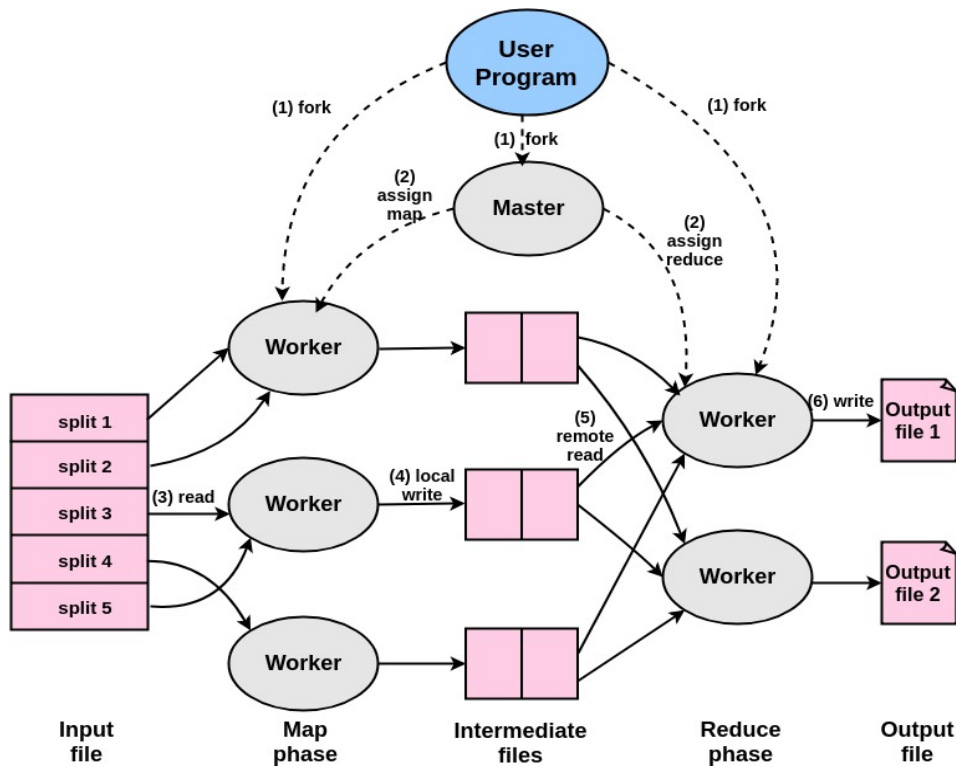 User
Program
(1) fork
(1) fork
(1) fork
(2)
assign
map
Master
(2)
assign
reduce
Worker
split 1
split 2
split 3
split 4
split 5
(3) read
Worker
(4) local
write
(5)
remote
read
Worker
(6) write
Output
file 1
Worker
Worker
Output
file 2
Input
file
Map
phase
Intermediate
files
Reduce
phase
Output
file